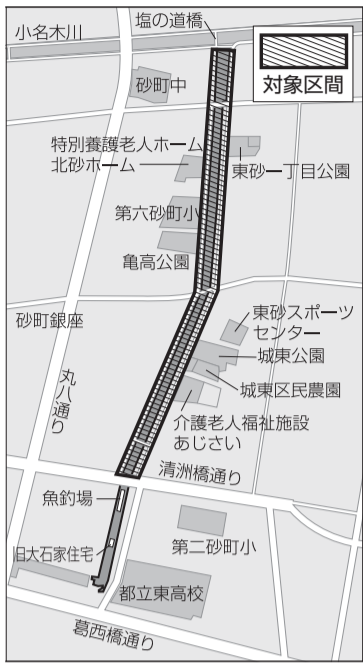 塩の道橋
小名木川
対象区間
砂町中
特別養護老人ホーム
北砂ホーム
東砂一丁目公園
第六砂町小
亀高公園
砂町銀座
東砂スポーツ
センター
城東公園
城東区民農園
丸八通り
介護老人福祉施設
あじさい
清洲橋通り
魚釣場
旧大石家住宅
第二砂町小
都立東高校
葛西橋通り